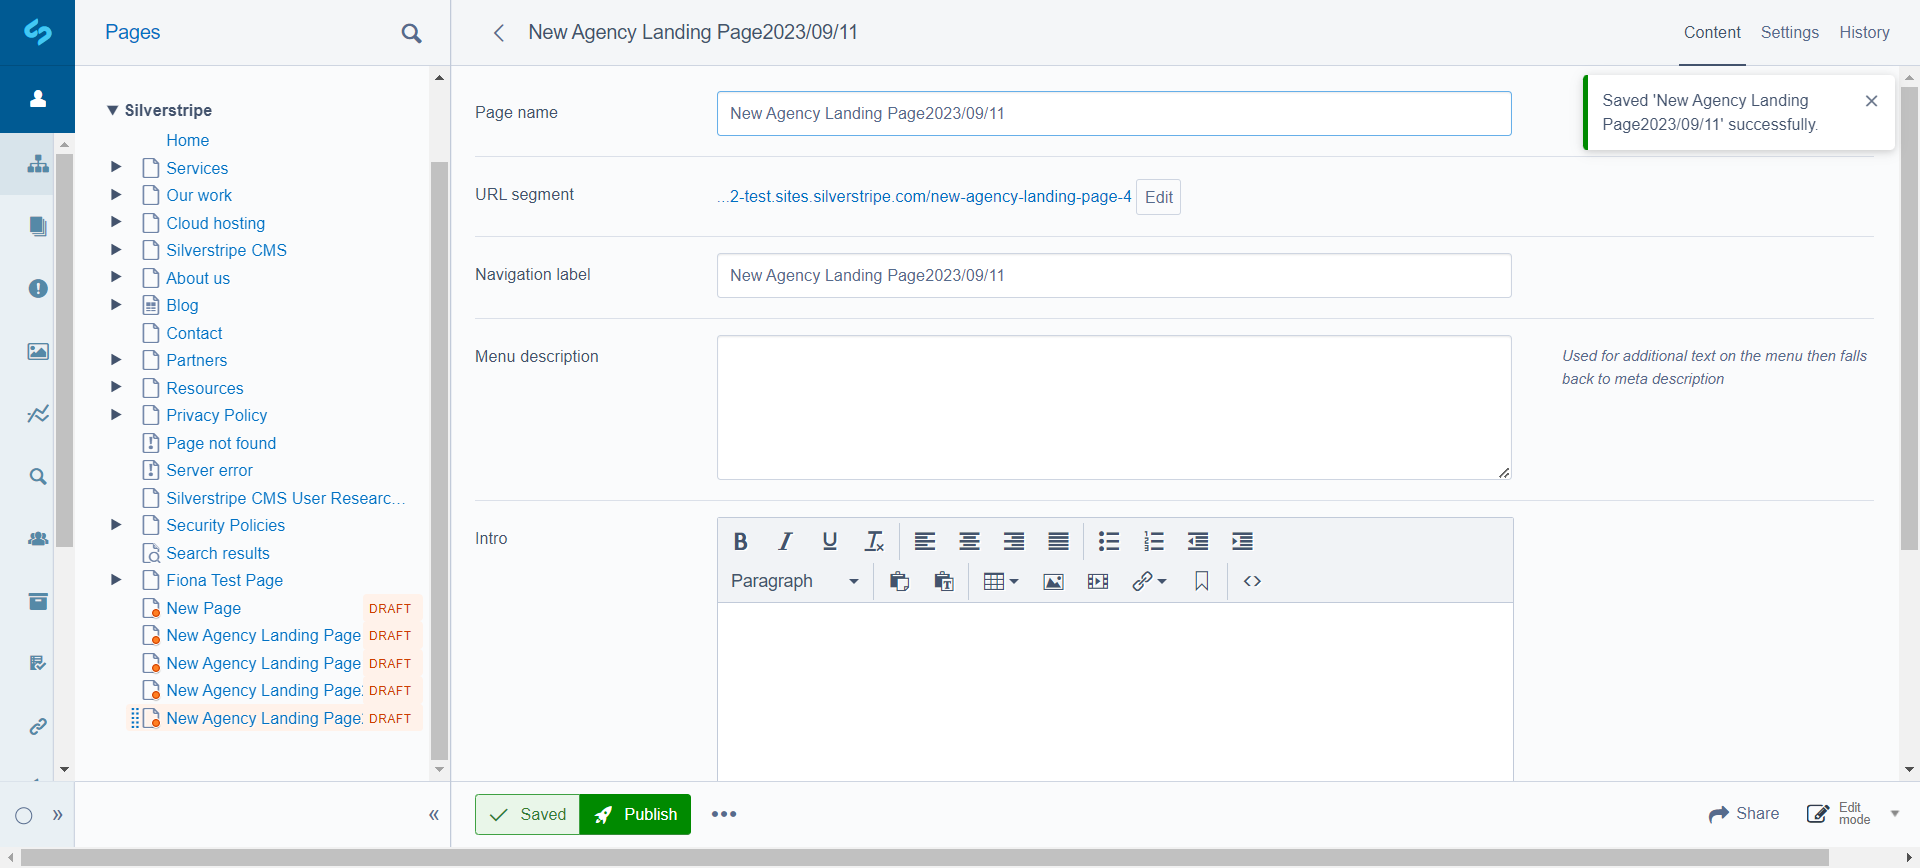 Pages
New Agency Landing Page2023/09/11
Content
Settings
History
Silverstripe
Home
Services
Our work
Cloud hosting
Silverstripe CMS
About us
Blog
Contact
Partners
Resources
Privacy Policy
Page not found
Server error
Silverstripe CMS User Researc...
Security Policies
Search results
Fiona Test Page
New Page DRAFT
New Agency Landing Page DRAFT
New Agency Landing Page DRAFT
New Agency Landing Page: DRAFT
New Agency Landing Page: DRAFT
Page name
New Agency Landing Page2023/09/11
Saved 'New Agency Landing
Page2023/09/11' successfully.
URL segment
...2-test.sites.silverstripe.com/new-agency-landing-page-4
Edit
Navigation label
New Agency Landing Page2023/09/11
Menu description
Used for additional text on the menu then falls
back to meta description
Intro
Paragraph
Saved
Publish
Share
Edit
mode